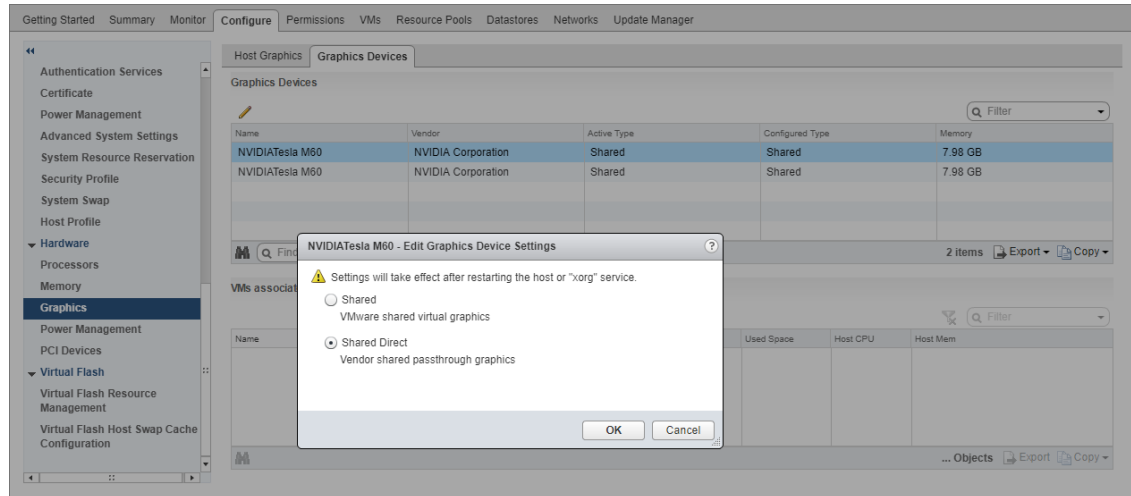 Getting Started Summary Monitor Configure Permissions VMs Resource Pools Datastores Networks Update Manager
Authentication Services
Certificate
Power Management
Advanced System Settings
System Resource Reservation
Security Profile
System Swap
Host Profile
Hardware
Processors
Memory
Graphics
Power Management
PCI Devices
Virtual Flash
Virtual Flash Resource
Management
Virtual Flash Host Swap Cache
Configuration
Host Graphics Graphics Devices
Graphics Devices
Filter
Name Vendor Active Type Configured Type Memory
NVIDIATesla M60 NVIDIA Corporation Shared Shared 7.98 GB
NVIDIATesla M60 NVIDIA Corporation Shared Shared 7.98 GB
2 items Export Copy
NVIDIATesla M60 - Edit Graphics Device Settings ?
Settings will take effect after restarting the host or "xorg" service.
Shared
VMware shared virtual graphics
Shared Direct
Vendor shared passthrough graphics
OK Cancel
Filter
Name Used Space Host CPU Host Mem
... Objects Export Copy